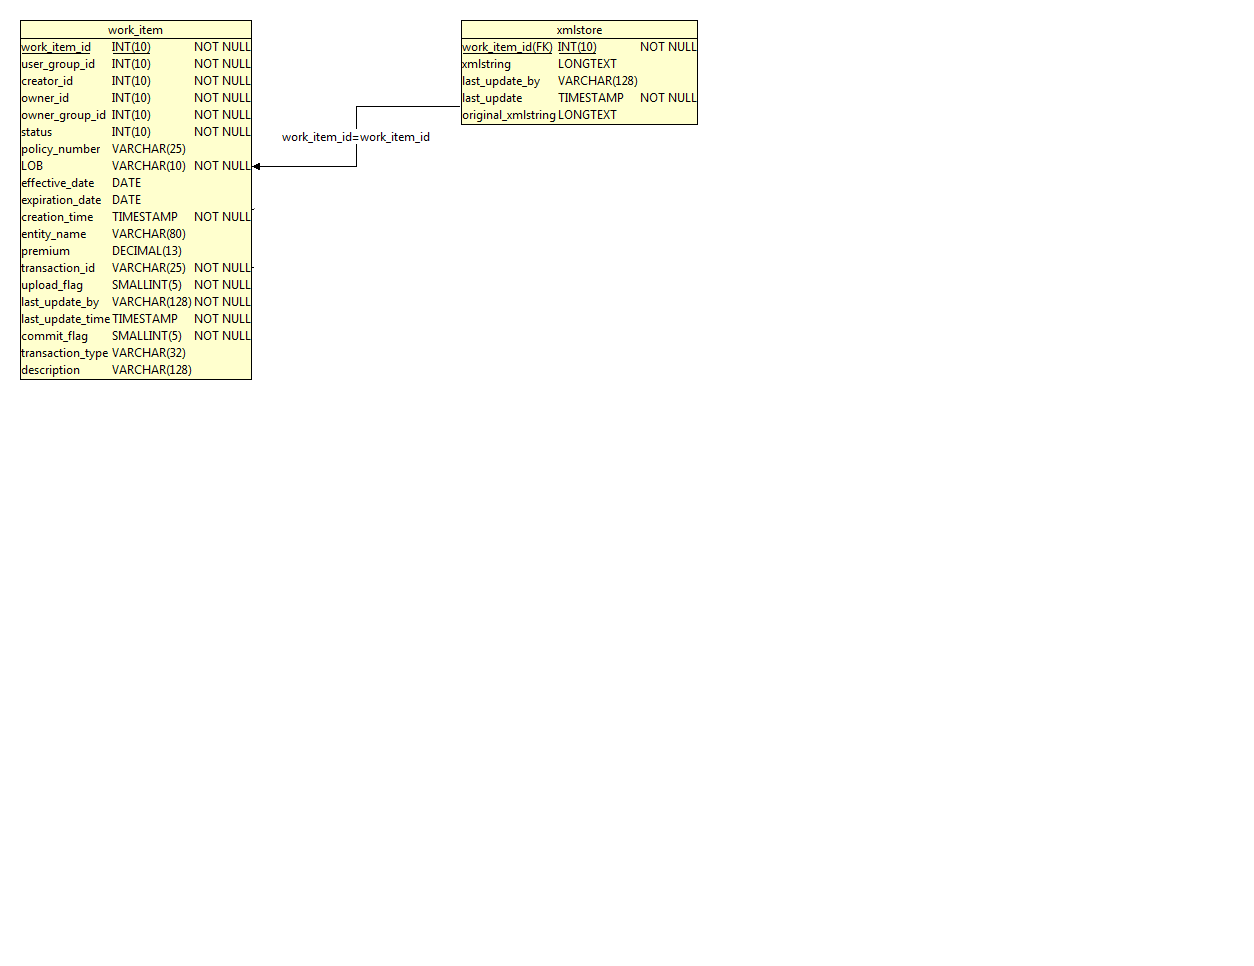 work_item
work_item_id INT(10) NOT NULL
user_group_id INT(10) NOT NULL
creator_id INT(10) NOT NULL
owner_id INT(10) NOT NULL
owner_group_id INT(10) NOT NULL
status INT(10) NOT NULL
policy_number VARCHAR(25)
LOB VARCHAR(10) NOT NULL
effective_date DATE
expiration_date DATE
creation_time TIMESTAMP NOT NULL
entity_name VARCHAR(80)
premium DECIMAL(13)
transaction_id VARCHAR(25) NOT NULL
upload_flag SMALLINT(5) NOT NULL
last_update_by VARCHAR(128) NOT NULL
last_update_time TIMESTAMP NOT NULL
commit_flag SMALLINT(5) NOT NULL
transaction_type VARCHAR(32)
description VARCHAR(128)
work_item_id=work_item_id
xmlstore
work_item_id(FK) INT(10) NOT NULL
xmlstring LONGTEXT
last_update_by VARCHAR(128)
last_update TIMESTAMP NOT NULL
original_xmlstring LONGTEXT